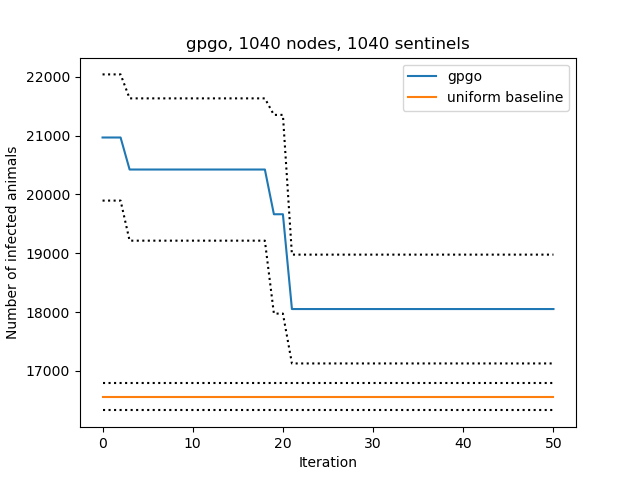 gpgo, 1040 nodes, 1040 sentinels
gpgo
uniform baseline
Number of infected animals
22000
21000
20000
19000
18000
17000
0 10 20 30 40 50
Iteration